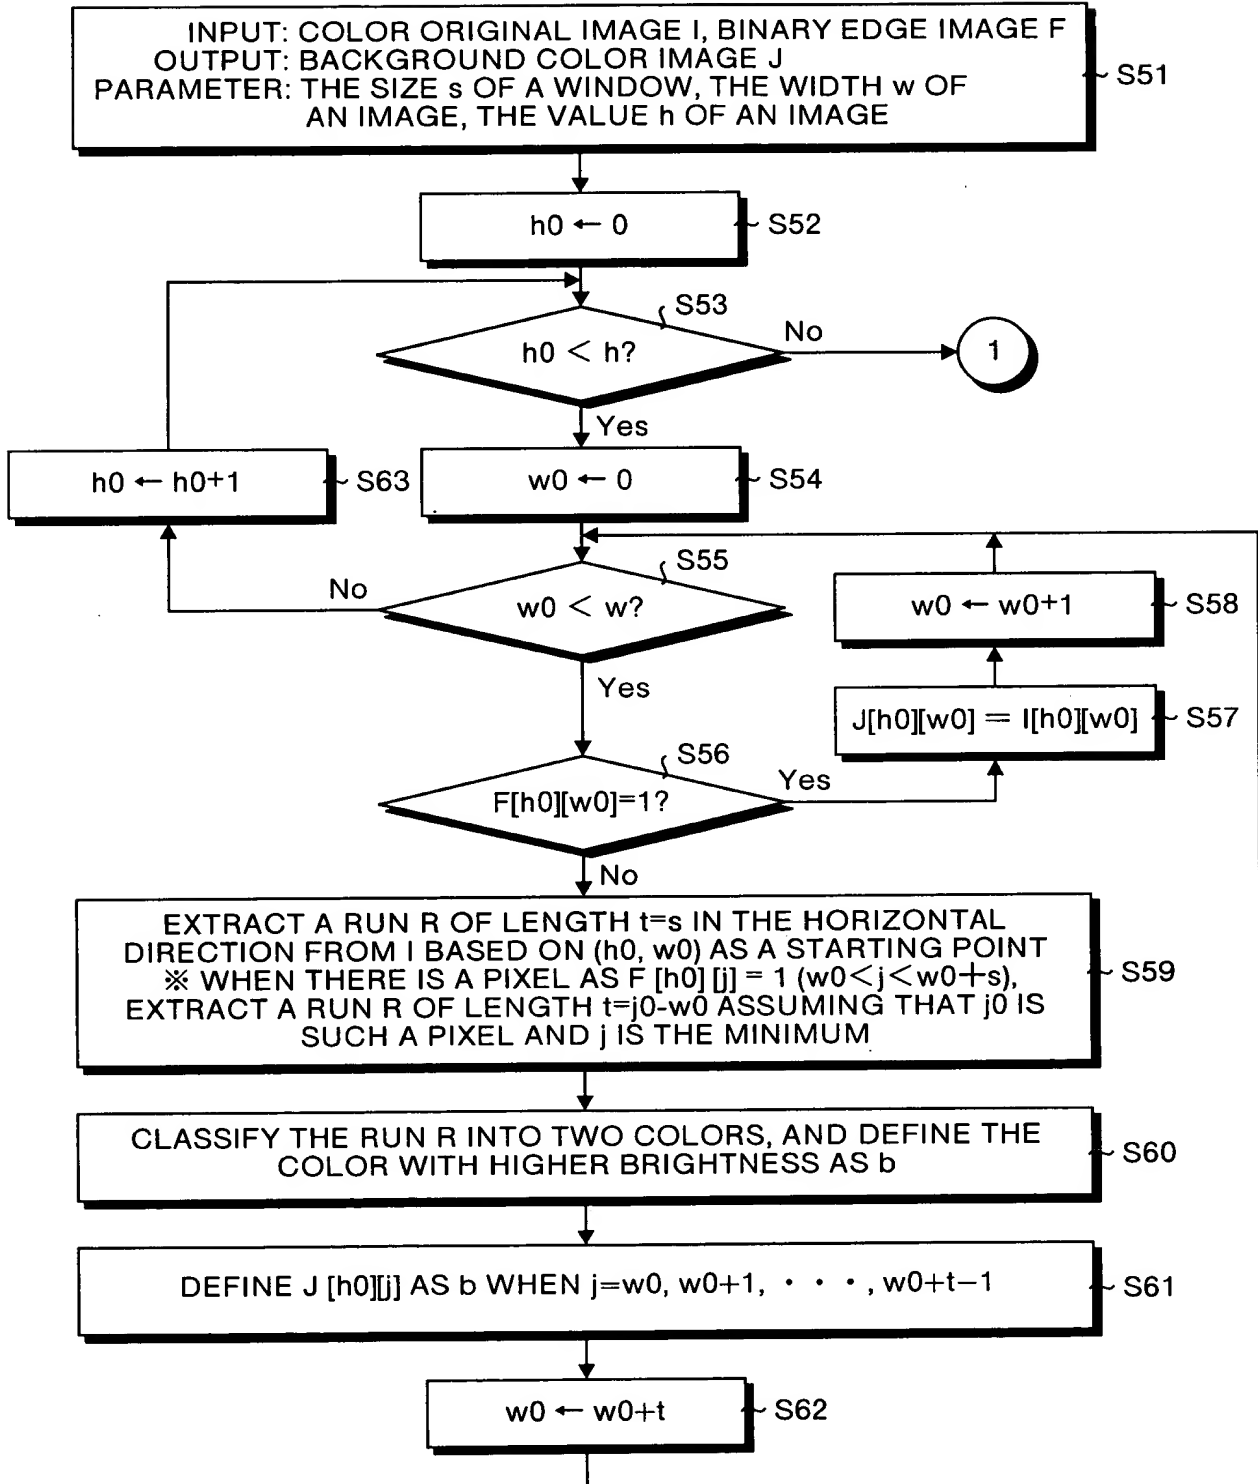 INPUT: COLOR ORIGINAL IMAGE I, BINARY EDGE IMAGE F
OUTPUT: BACKGROUND COLOR IMAGE J
PARAMETER: THE SIZE s OF A WINDOW, THE WIDTH w OF
AN IMAGE, THE VALUE h OF AN IMAGE
S51
h0 ← 0
S52
S53
h0 < h?
No
1
Yes
h0 ← h0+1
S63
w0 ← 0
S54
S55
w0 < w?
No
Yes
w0 ← w0+1
S58
J[h0][w0] = I[h0][w0]
S57
S56
F[h0][w0]=1?
Yes
No
EXTRACT A RUN R OF LENGTH t=s IN THE HORIZONTAL
DIRECTION FROM I BASED ON (h0, w0) AS A STARTING POINT
※ WHEN THERE IS A PIXEL AS F [h0] [j] = 1 (w0<j<w0+s),
EXTRACT A RUN R OF LENGTH t=j0-w0 ASSUMING THAT j0 IS
SUCH A PIXEL AND j IS THE MINIMUM
S59
CLASSIFY THE RUN R INTO TWO COLORS, AND DEFINE THE
COLOR WITH HIGHER BRIGHTNESS AS b
S60
DEFINE J [h0][j] AS b WHEN j=w0, w0+1, · · · , w0+t−1
S61
w0 ← w0+t
S62